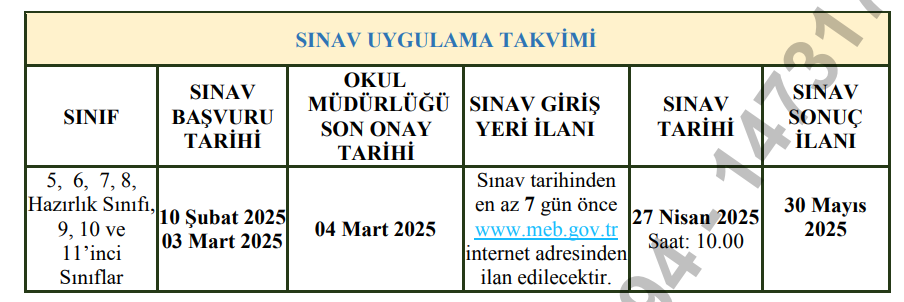 SINAV UYGULAMA TAKVİMİ
SINIF
SINAV
BAŞVURU
TARİHİ
OKUL
MÜDÜRLÜĞÜ
SON ONAY
TARİHİ
SINAV GİRİŞ
YERİ İLANI
SINAV
TARİHİ
SINAV
SONUÇ
İLANI
5, 6, 7, 8,
Hazırlık Sınıfı,
9, 10 ve
11’inci
Sınıflar
10 Şubat 2025
03 Mart 2025
04 Mart 2025
Sınav tarihinden
en az 7 gün önce
www.meb.gov.tr
internet adresinden
ilan edilecektir.
27 Nisan 2025
Saat: 10.00
30 Mayıs
2025